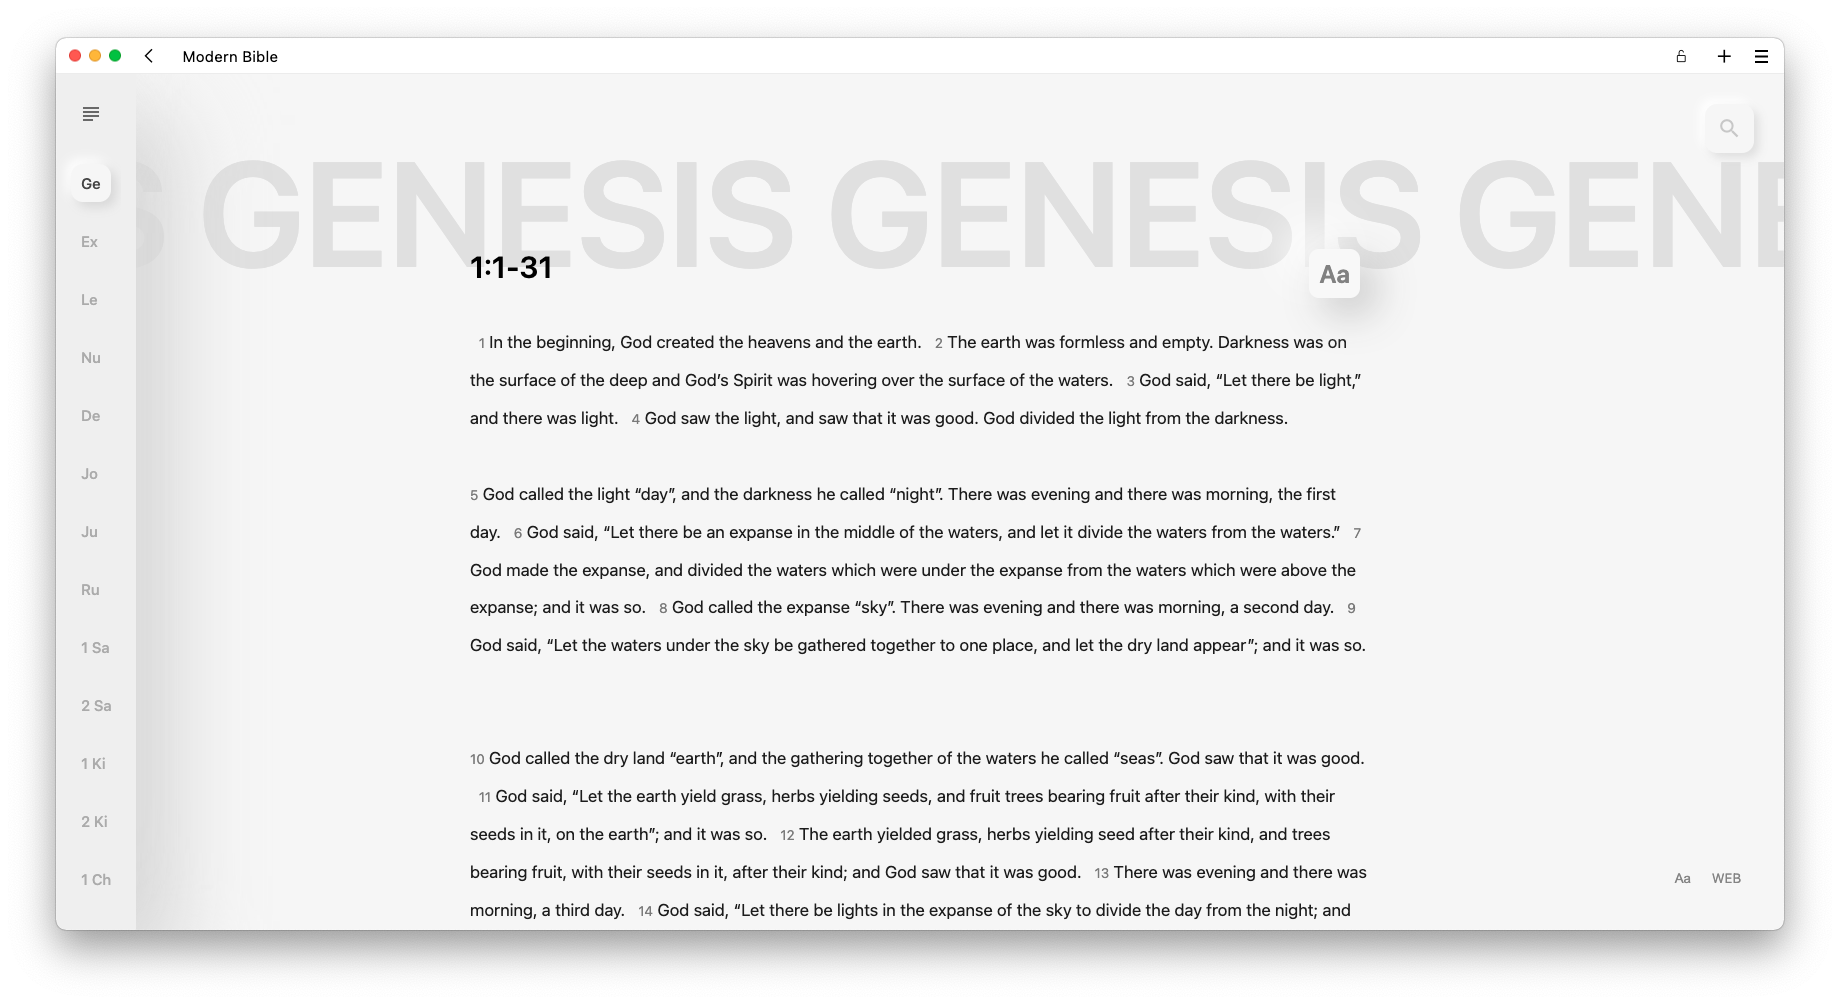 Modern Bible
Ge
Ex
Le
Nu
De
Jo
Ju
Ru
1 Sa
2 Sa
1 Ki
2 Ki
1 Ch
S GENESIS GENESIS GENE
1:1-31
Aa
1 In the beginning, God created the heavens and the earth. 2 The earth was formless and empty. Darkness was on
the surface of the deep and God’s Spirit was hovering over the surface of the waters. 3 God said, “Let there be light,”
and there was light. 4 God saw the light, and saw that it was good. God divided the light from the darkness.
5 God called the light “day”, and the darkness he called “night”. There was evening and there was morning, the first
day. 6 God said, “Let there be an expanse in the middle of the waters, and let it divide the waters from the waters.” 7
God made the expanse, and divided the waters which were under the expanse from the waters which were above the
expanse; and it was so. 8 God called the expanse “sky”. There was evening and there was morning, a second day. 9
God said, “Let the waters under the sky be gathered together to one place, and let the dry land appear”; and it was so.
10 God called the dry land “earth”, and the gathering together of the waters he called “seas”. God saw that it was good.
11 God said, “Let the earth yield grass, herbs yielding seeds, and fruit trees bearing fruit after their kind, with their
seeds in it, on the earth”; and it was so. 12 The earth yielded grass, herbs yielding seed after their kind, and trees
bearing fruit, with their seeds in it, after their kind; and God saw that it was good. 13 There was evening and there was
morning, a third day. 14 God said, “Let there be lights in the expanse of the sky to divide the day from the night; and
Aa WEB